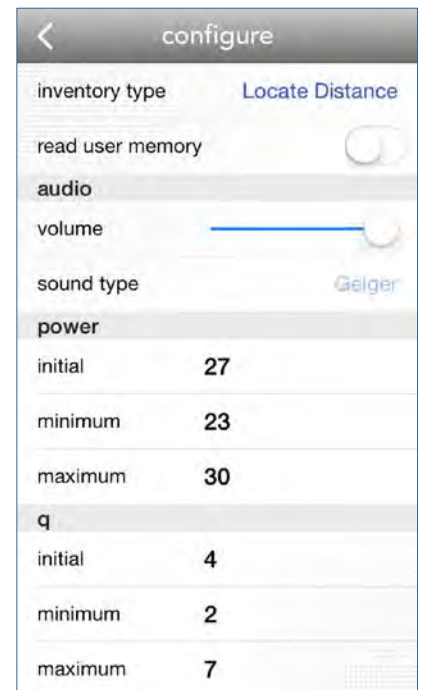 configure
inventory type Locate Distance
read user memory
audio
volume
sound type Geiger
power
initial 27
minimum 23
maximum 30
q
initial 4
minimum 2
maximum 7